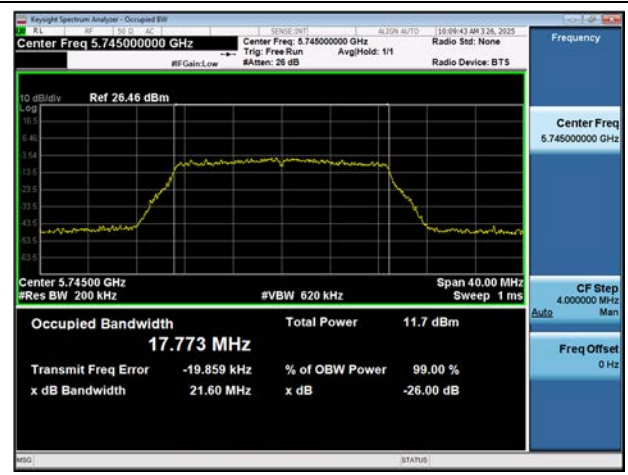 Keysight Spectrum Analyzer - Occupied BW
RL RF 50 Ω AC SENSE:INT ALIGN AUTO 10:09:43 AM 3 26, 2025
Center Freq 5.745000000 GHz Center Freq: 5.745000000 GHz Radio Std: None Frequency
Trig: Free Run Avg|Hold: 1/1
#IFGain:Low #Atten: 26 dB Radio Device: BTS
10 dB/div Ref 26.46 dBm
Log
16.5
6.46
-3.54
-13.5
-23.5
-33.5
-43.5
-53.5
-63.5
Center Freq
5.745000000 GHz
Center 5.74500 GHz Span 40.00 MHz
#Res BW 200 kHz #VBW 620 kHz Sweep 1 ms
CF Step
4.000000 MHz
Auto Man
Occupied Bandwidth Total Power 11.7 dBm
17.773 MHz
Freq Offset
0 Hz
Transmit Freq Error -19.859 kHz % of OBW Power 99.00 %
x dB Bandwidth 21.60 MHz x dB -26.00 dB
MSG STATUS